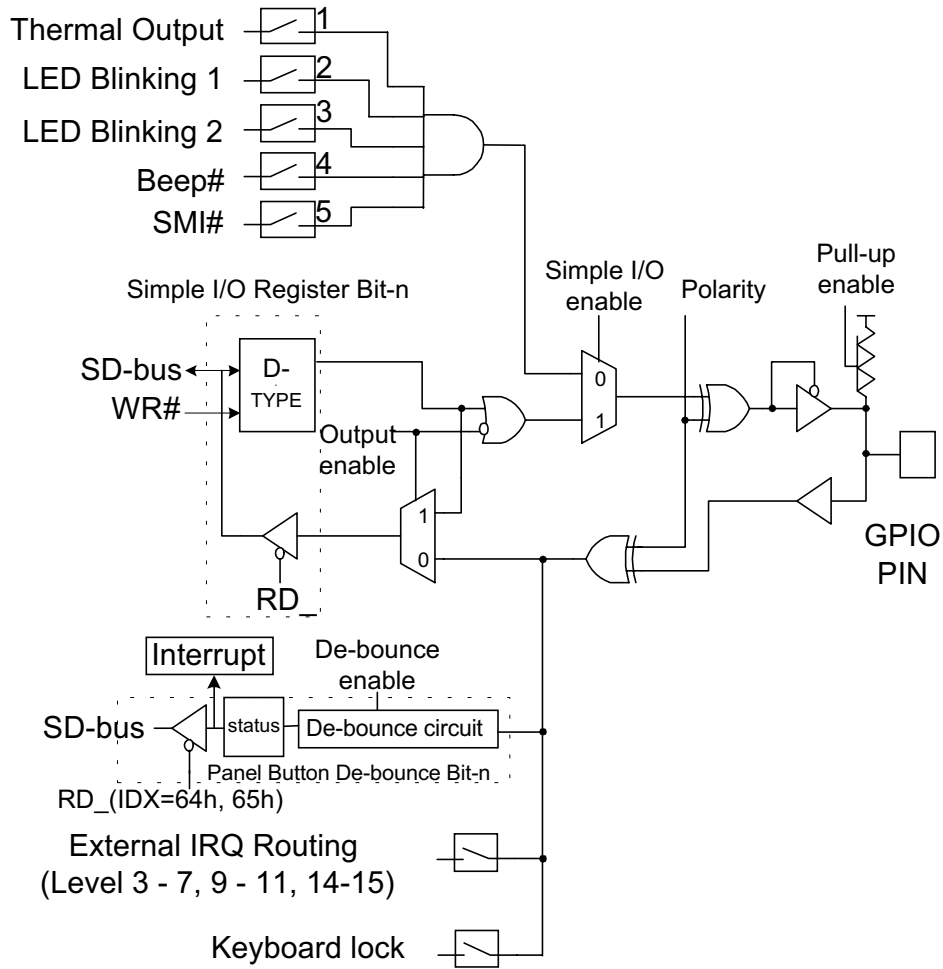 Thermal Output
1
LED Blinking 1
2
LED Blinking 2
3
Beep#
4
SMI#
5
Simple I/O
enable
Polarity
Pull-up
enable
Simple I/O Register Bit-n
SD-bus
WR#
D-
TYPE
0
1
Output
enable
1
0
RD_
GPIO
PIN
Interrupt
De-bounce
enable
SD-bus
status
De-bounce circuit
Panel Button De-bounce Bit-n
RD_(IDX=64h, 65h)
External IRQ Routing
(Level 3 - 7, 9 - 11, 14-15)
Keyboard lock